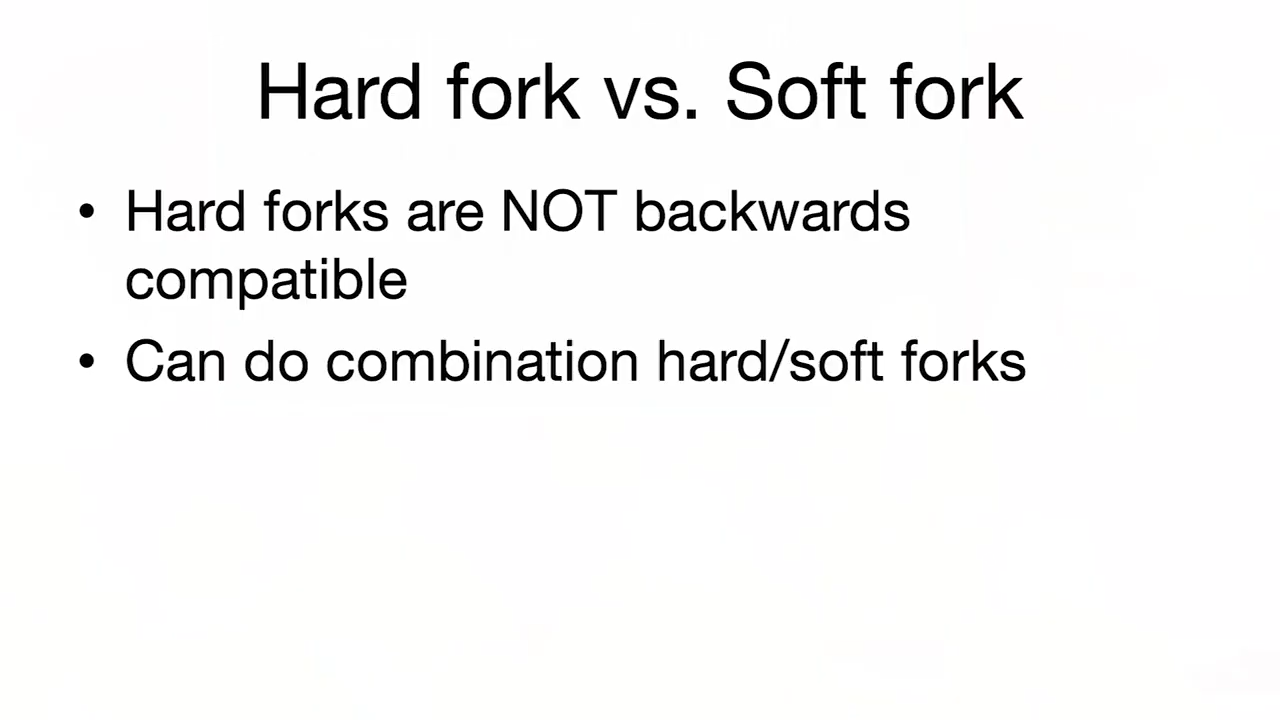 Hard fork vs. Soft fork
• Hard forks are NOT backwards
compatible
• Can do combination hard/soft forks